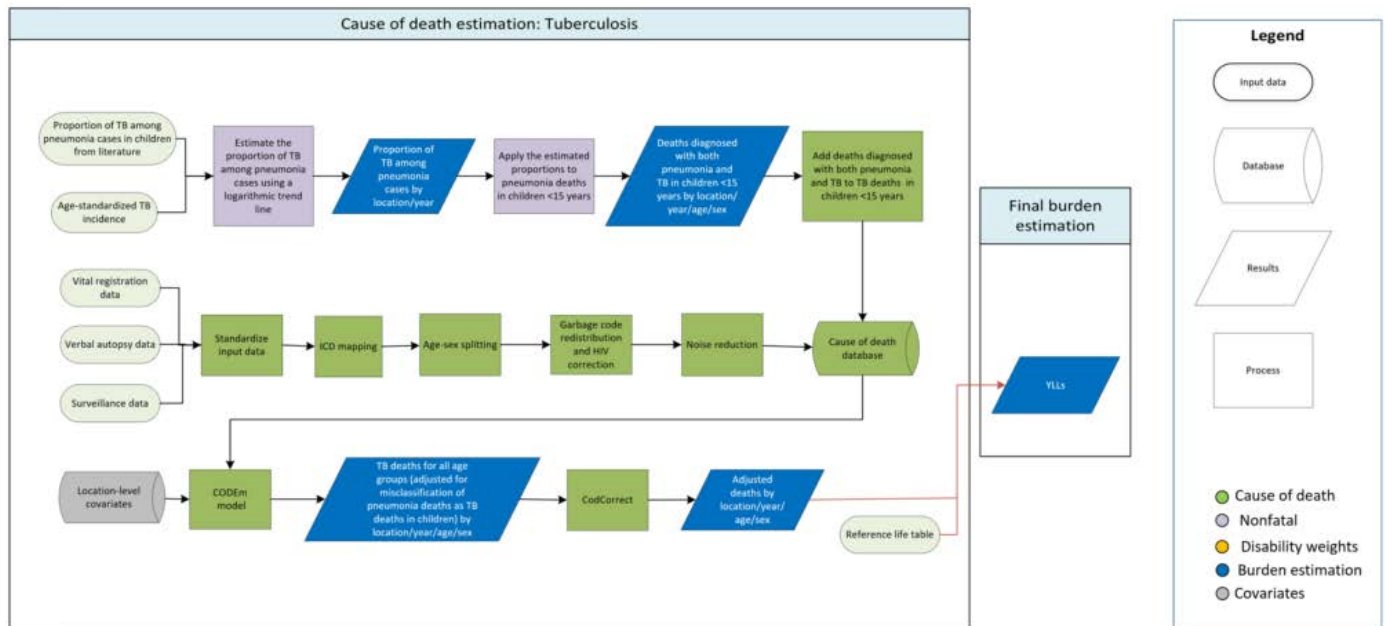 Cause of death estimation: Tuberculosis
Proportion of TB
among pneumonia
cases in children
from literature
Age-standardized TB
incidence
Estimate the
proportion of TB
among pneumonia
cases using a
logarithmic trend
line
Proportion of
TB among
pneumonia
cases by
location/year
Apply the estimated
proportions to
pneumonia deaths
in children <15 years
Deaths diagnosed
with both
pneumonia and
TB in children <15
years by location/
year/age/sex
Add deaths diagnosed
with both pneumonia
and TB to TB deaths in
children <15 years
Vital registration
data
Verbal autopsy data
Surveillance data
Standardize
input data
ICD mapping
Age-sex splitting
Garbage code
redistribution
and HIV
correction
Noise reduction
Cause of death
database
Location-level
covariates
CODEm
model
TB deaths for all age
groups (adjusted for
misclassification of
pneumonia deaths as TB
deaths in children) by
location/year/age/sex
CodCorrect
Adjusted
deaths by
location/year/
age/sex
Reference life table
Final burden
estimation
YLLs
Legend
Input data
Database
Results
Process
Cause of death
Nonfatal
Disability weights
Burden estimation
Covariates